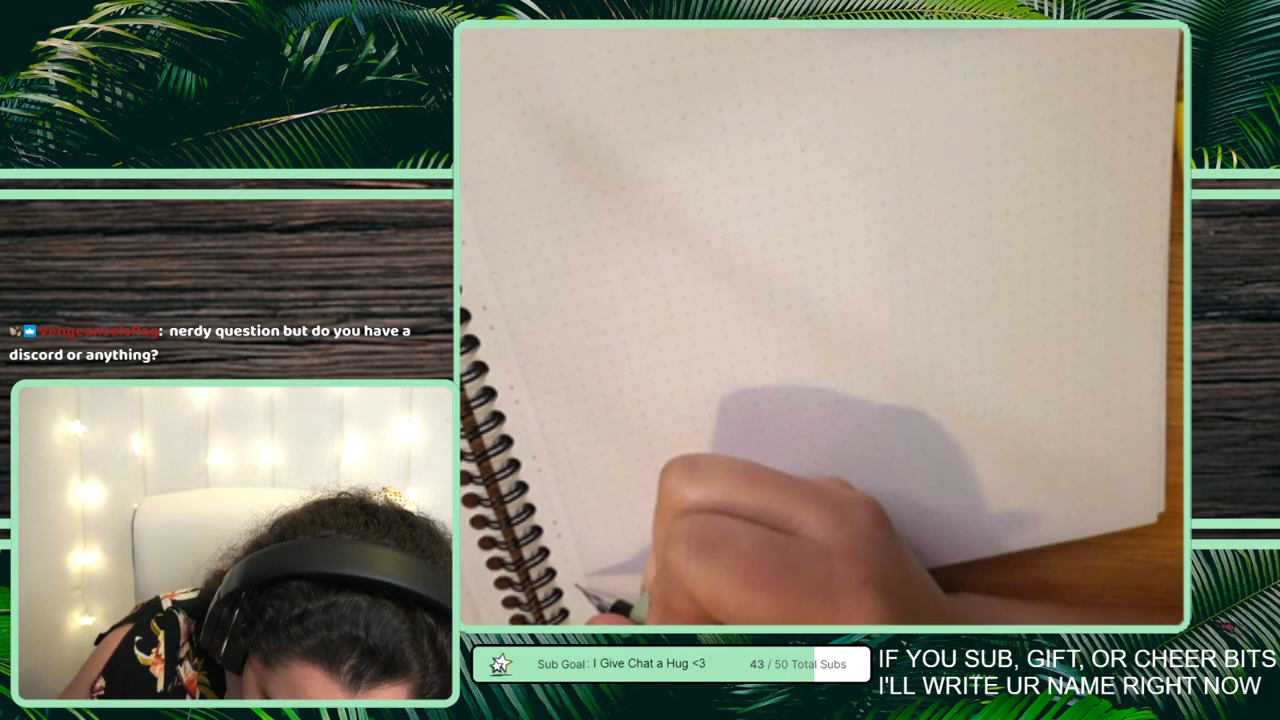 VengeanceIsPog: nerdy question but do you have a
discord or anything?
Sub Goal: I Give Chat a Hug <3 43 / 50 Total Subs
IF YOU SUB, GIFT, OR CHEER BITS
I'LL WRITE UR NAME RIGHT NOW